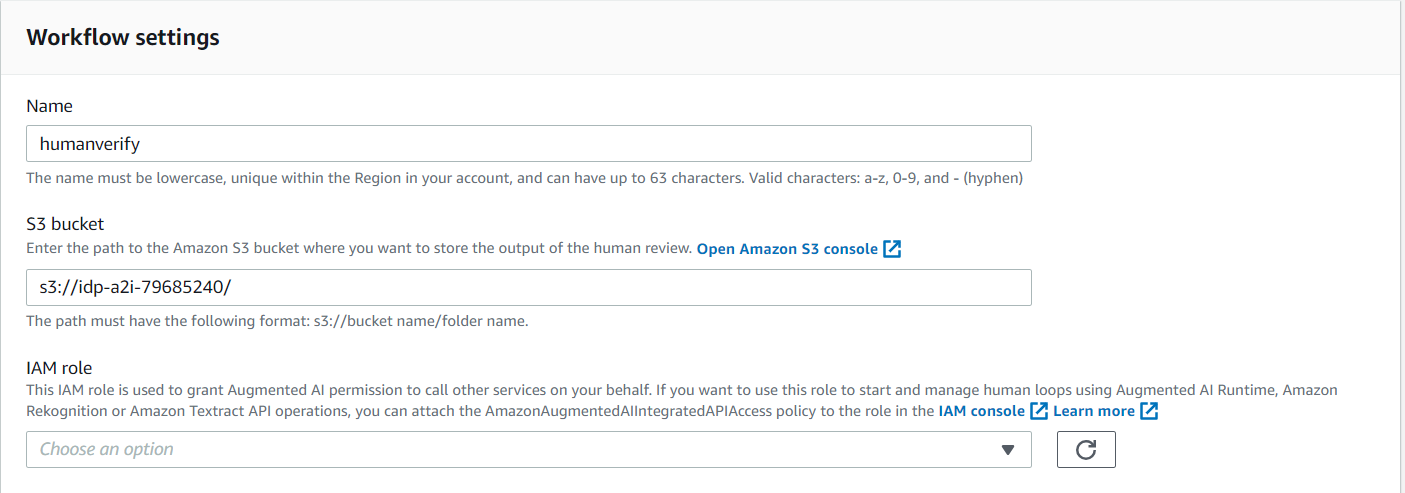 Workflow settings
Name
humanverify
The name must be lowercase, unique within the Region in your account, and can have up to 63 characters. Valid characters: a-z, 0-9, and - (hyphen)
S3 bucket
Enter the path to the Amazon S3 bucket where you want to store the output of the human review. Open Amazon S3 console
s3://idp-a2i-79685240/
The path must have the following format: s3://bucket name/folder name.
IAM role
This IAM role is used to grant Augmented AI permission to call other services on your behalf. If you want to use this role to start and manage human loops using Augmented AI Runtime, Amazon
Rekognition or Amazon Textract API operations, you can attach the AmazonAugmentedAIIntegratedAPIAccess policy to the role in the IAM console Learn more
Choose an option